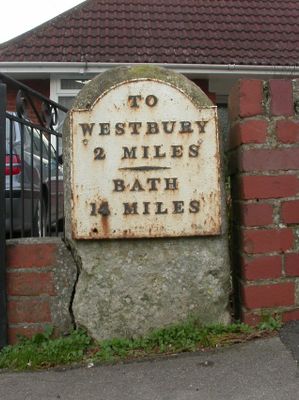 TO
WESTBURY
2 MILES
BATH
14 MILES